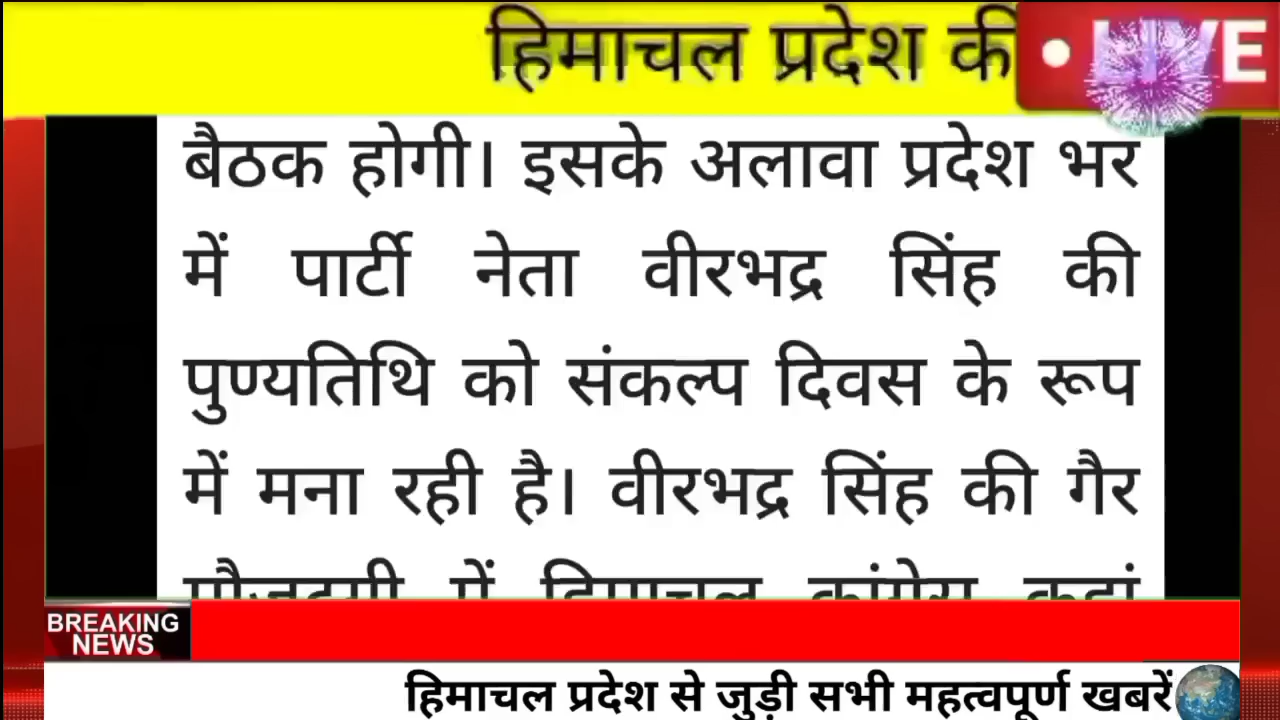 हिमाचल प्रदेश की
LIVE
बैठक होगी। इसके अलावा प्रदेश भर
में पार्टी नेता वीरभद्र सिंह की
पुण्यतिथि को संकल्प दिवस के रूप
में मना रही है। वीरभद्र सिंह की गैर
BREAKING
NEWS
हिमाचल प्रदेश से जुड़ी सभी महत्वपूर्ण खबरें